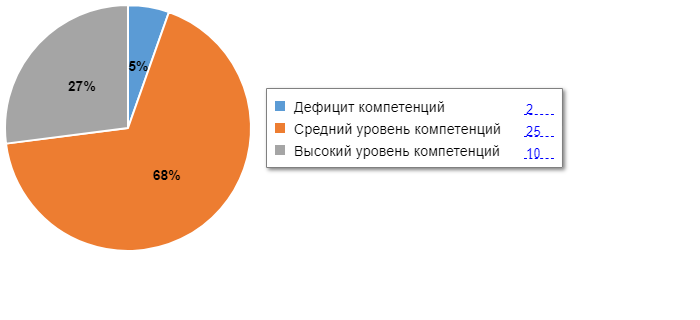 5%
27%
68%
Дефицит компетенций 2
Средний уровень компетенций 25
Высокий уровень компетенций 10